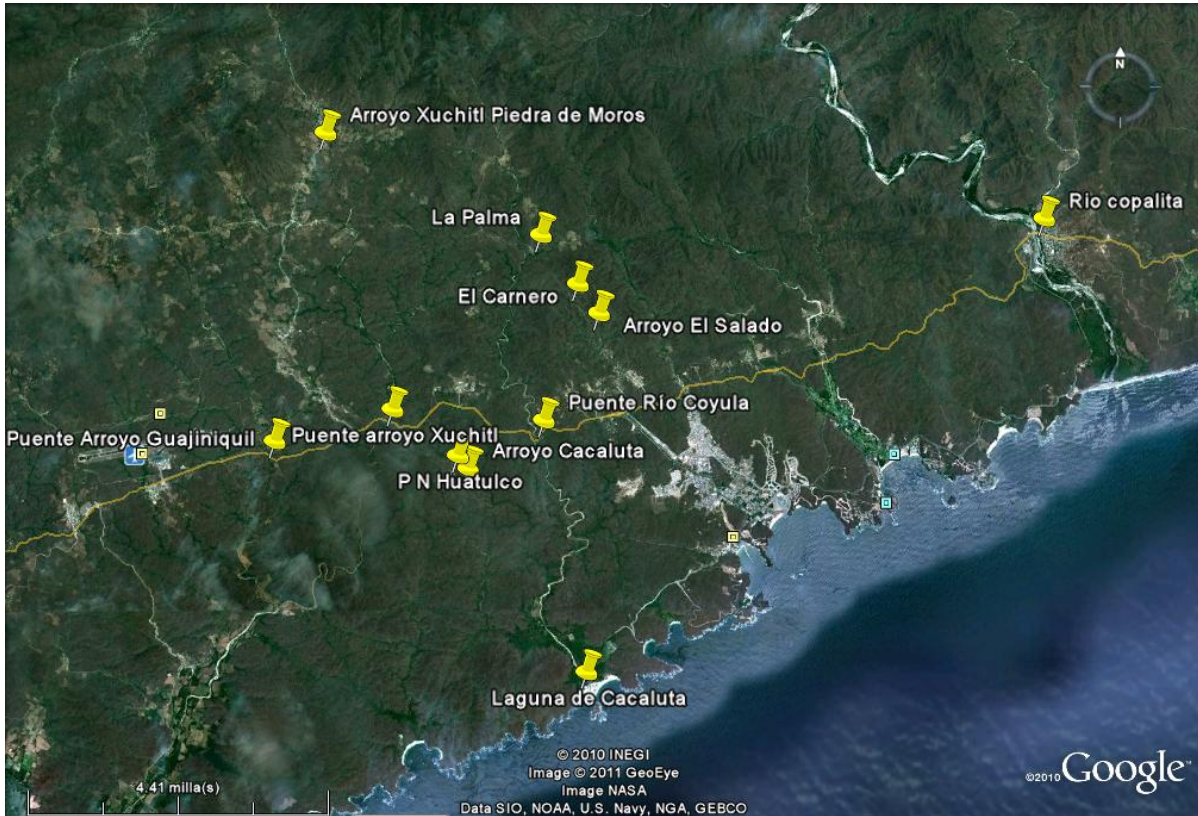 N
Arroyo Xuchitl Piedra de Moros
Rio copalita
La Palma
El Carnero
Arroyo El Salado
Puente Río Coyula
Puente Arroyo Guajiniquil
Puente arroyo Xuchitl
Arroyo Cacaluta
P N Huatulco
Laguna de Cacaluta
4.41 milla(s)
© 2010 INEGI
Image © 2011 GeoEye
Image NASA
Data SIO, NOAA, U.S. Navy, NGA, GEBCO
©2010 Google